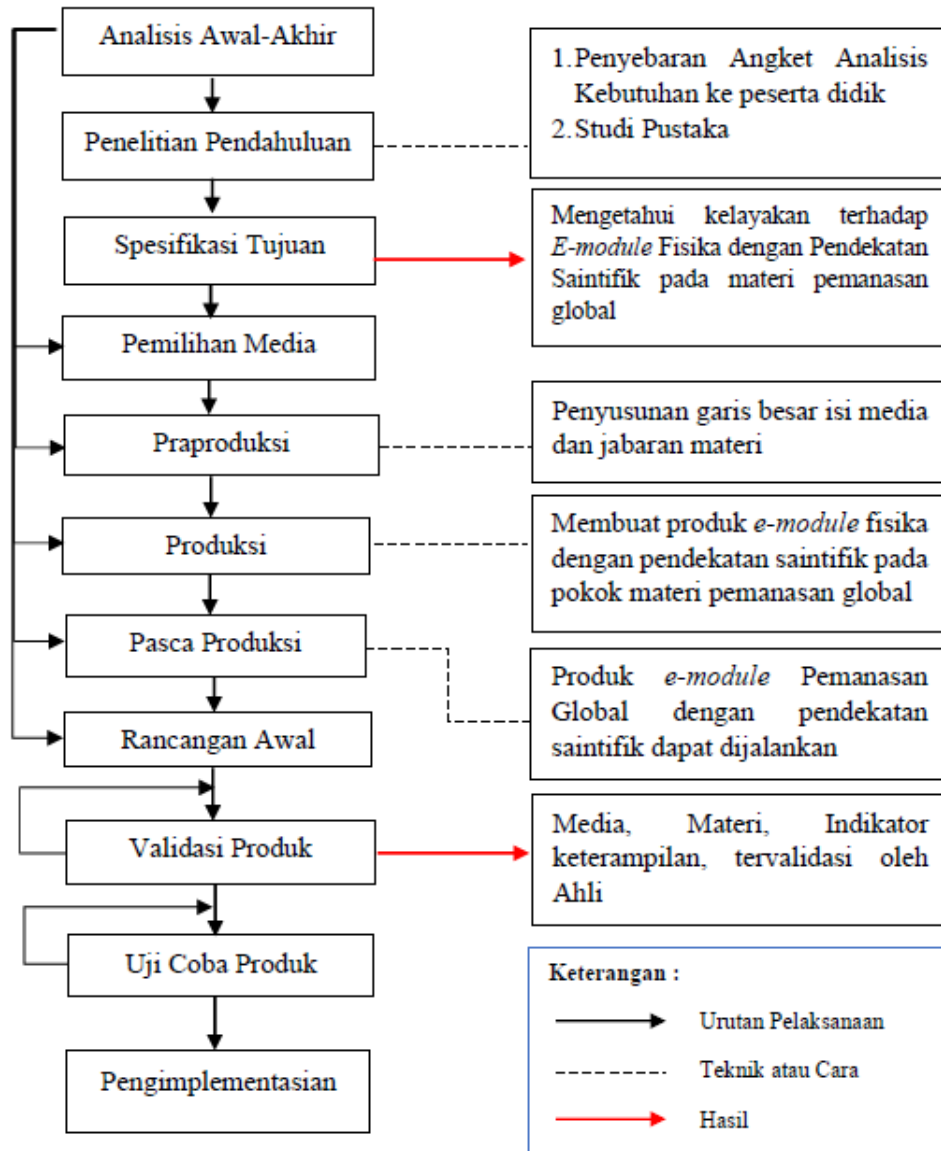 Analisis Awal-Akhir
1. Penyebaran Angket Analisis
Kebutuhan ke peserta didik
2. Studi Pustaka
Penelitian Pendahuluan
Spesifikasi Tujuan
Mengetahui kelayakan terhadap
E-module Fisika dengan Pendekatan
Saintifik pada materi pemanasan
global
Pemilihan Media
Praproduksi
Penyusunan garis besar isi media
dan jabaran materi
Produksi
Membuat produk e-module fisika
dengan pendekatan saintifik pada
pokok materi pemanasan global
Pasca Produksi
Produk e-module Pemanasan
Global dengan pendekatan
saintifik dapat dijalankan
Rancangan Awal
Validasi Produk
Media, Materi, Indikator
keterampilan, tervalidasi oleh
Ahli
Uji Coba Produk
Pengimplementasian
Keterangan :
Urutan Pelaksanaan
Teknik atau Cara
Hasil